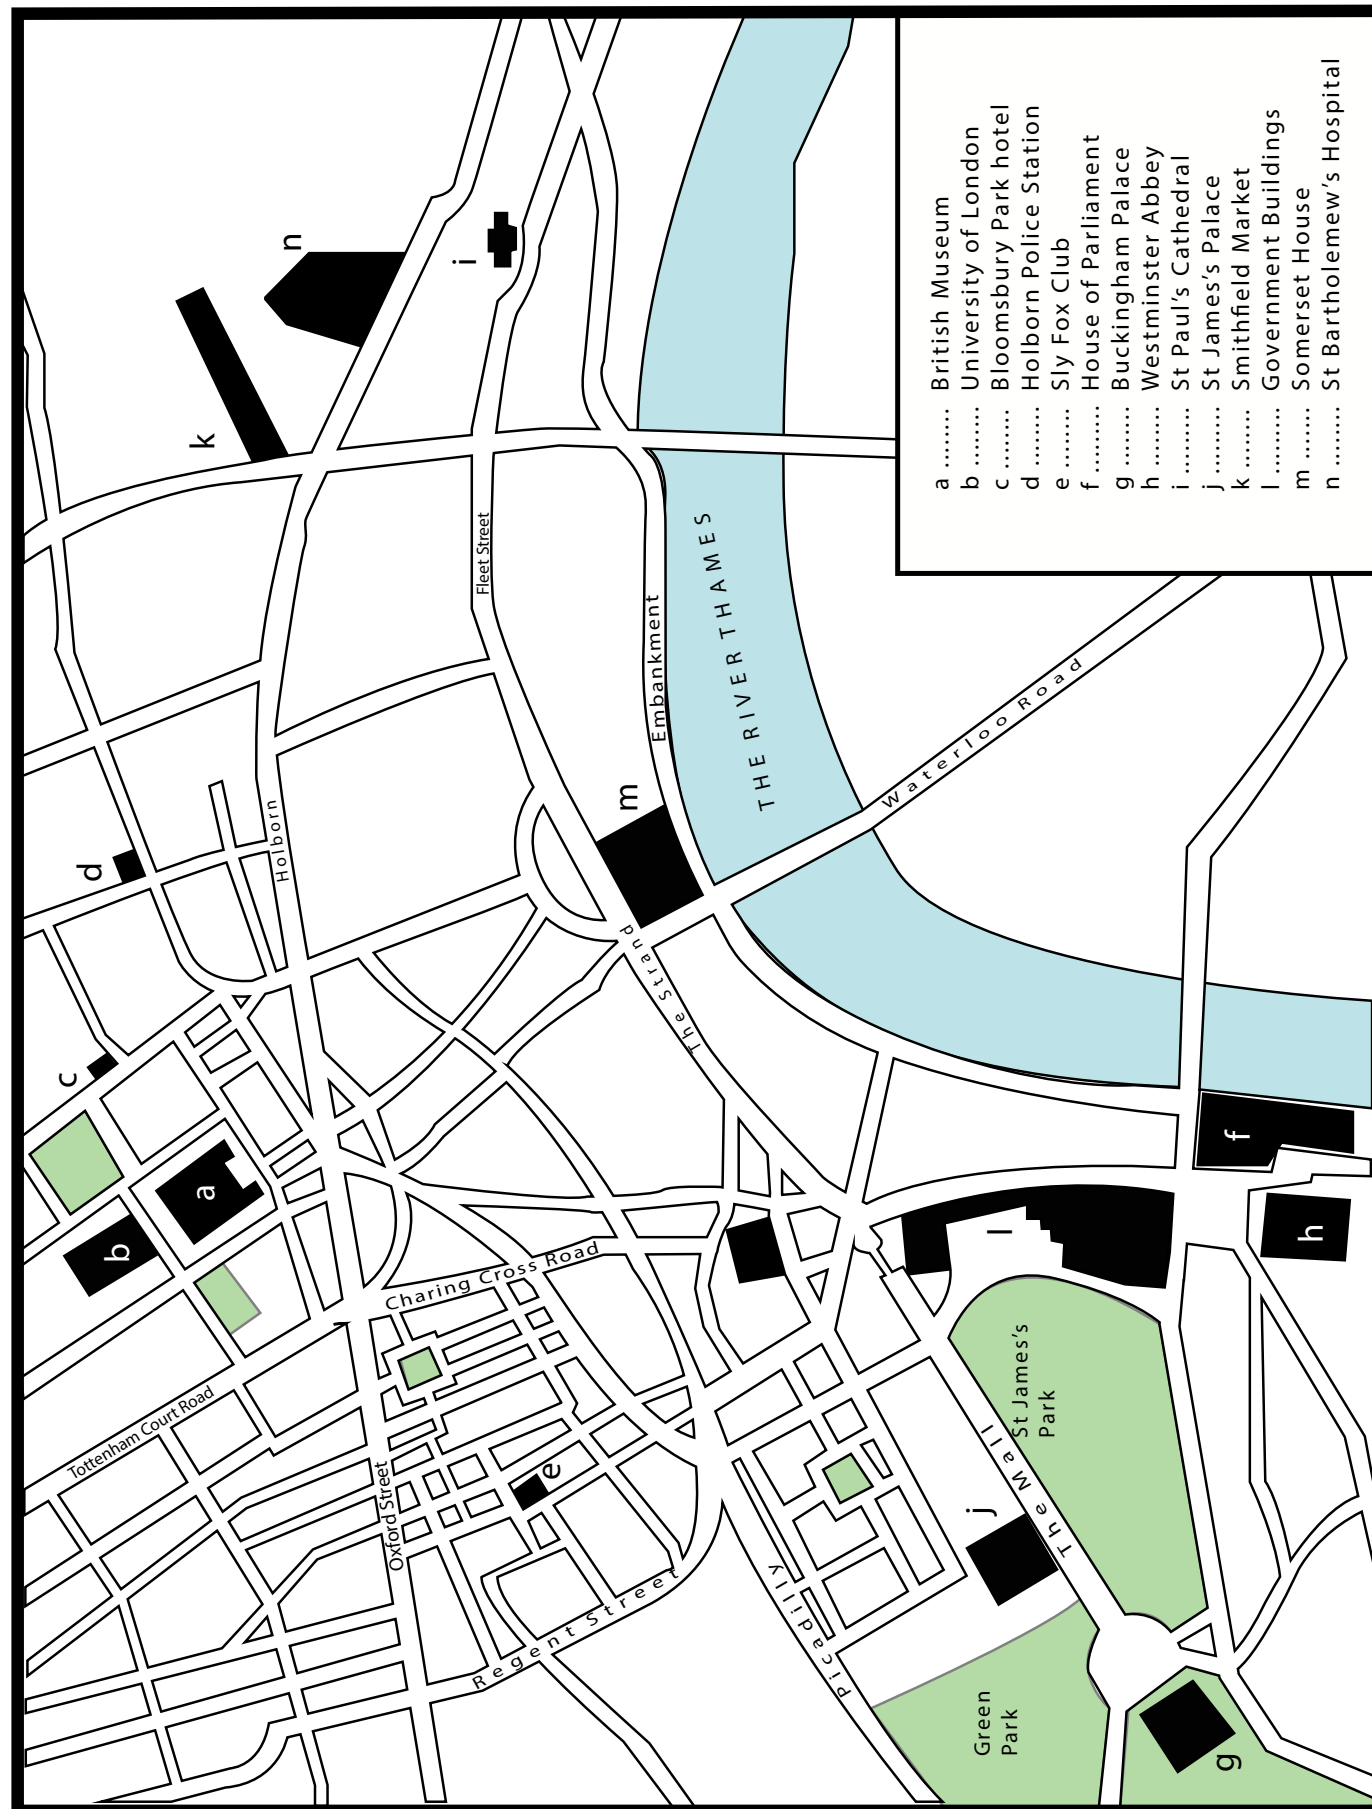 a ......... British Museum
b ......... University of London
c ......... Bloomsbury Park hotel
d ......... Holborn Police Station
e ......... Sly Fox Club
f .......... House of Parliament
g ......... Buckingham Palace
h ......... Westminster Abbey
i .......... St Paul's Cathedral
j .......... St James's Palace
k ......... Smithfield Market
l .......... Government Buildings
m ........ Somerset House
n ......... St Bartholemew's Hospital
Tottenham Court Road
Oxford Street
Regent Street
Charing Cross Road
Holborn
Fleet Street
Embankment
THE RIVER THAMES
Waterloo Road
The Strand
Picadilly
The Mall
St James's
Park
Green
Park
a
b
c
d
e
f
g
h
i
j
k
l
m
n